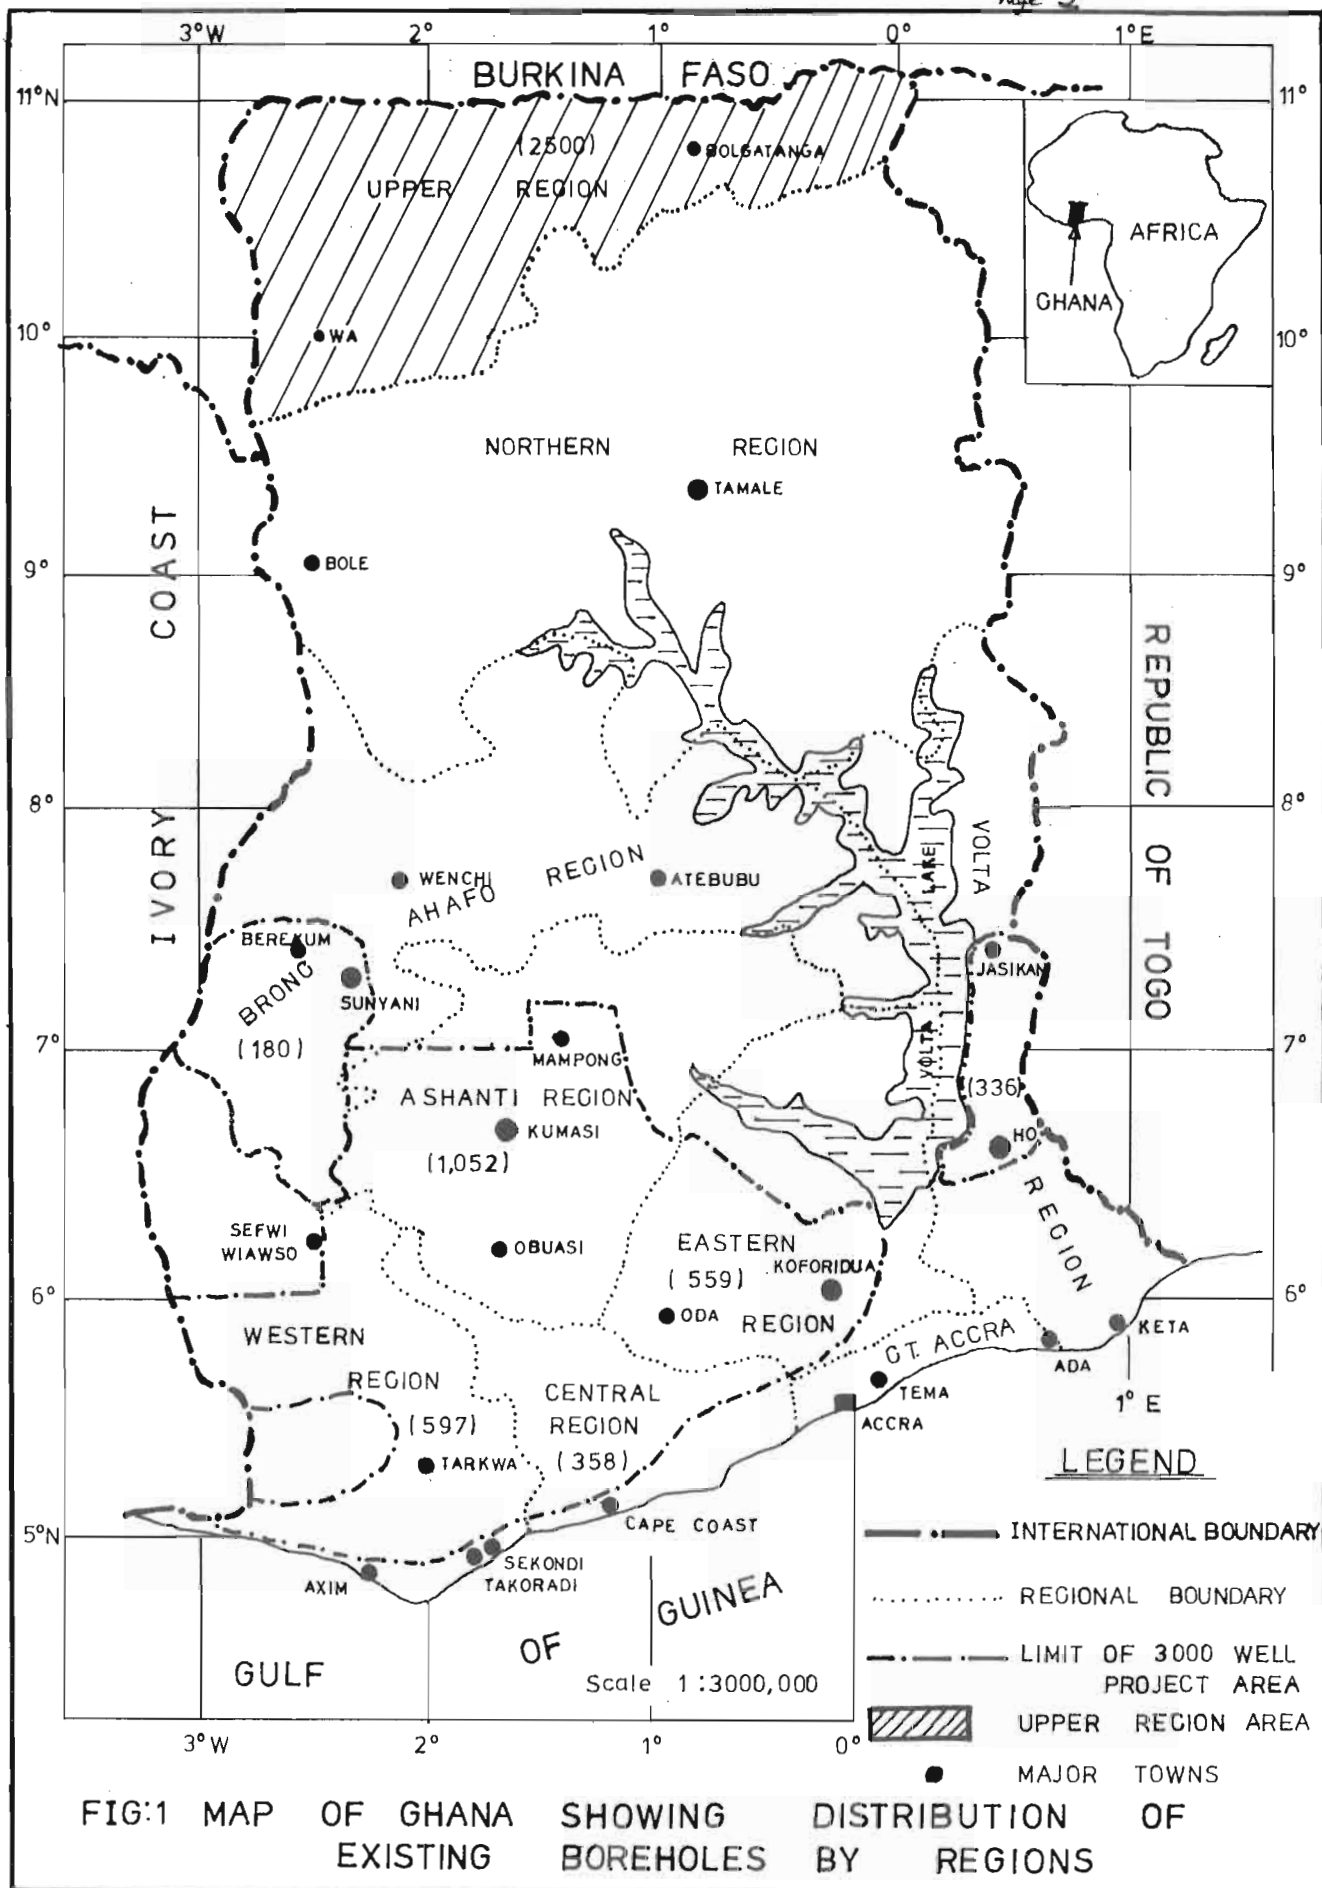 Page
3°W 2° 1° 0° 1°E
BURKINA FASO
11°N 11°
(2500)
BOLGATANGA
UPPER REGION
AFRICA
GHANA
WA
10° 10°
NORTHERN REGION
TAMALE
IVORY COAST
BOLE
9° 9°
REPUBLIC OF TOGO
8° 8°
VOLTA
VOLTA LAKE
WENCHI
AHAFO REGION
ATEBUBU
BEREKUM
BRONG
SUNYANI
JASIKAN
(180)
7° 7°
MAMPONG
ASHANTI REGION
(336)
KUMASI
HO
(1,052)
REGION
SEFWI
WIAWSO
OBUASI
EASTERN
(559)
KOFORIDUA
6° 6°
ODA
REGION
WESTERN
GT. ACCRA
KETA
ADA
REGION
CENTRAL
REGION
TEMA
1° E
(597)
(358)
ACCRA
TARKWA
LEGEND
CAPE COAST
5°N
INTERNATIONAL BOUNDARY
SEKONDI
TAKORADI
AXIM
REGIONAL BOUNDARY
GULF OF GUINEA
LIMIT OF 3000 WELL
PROJECT AREA
Scale 1:3000,000
UPPER REGION AREA
3°W 2° 1° 0°
MAJOR TOWNS
FIG:1 MAP OF GHANA SHOWING DISTRIBUTION OF
EXISTING BOREHOLES BY REGIONS